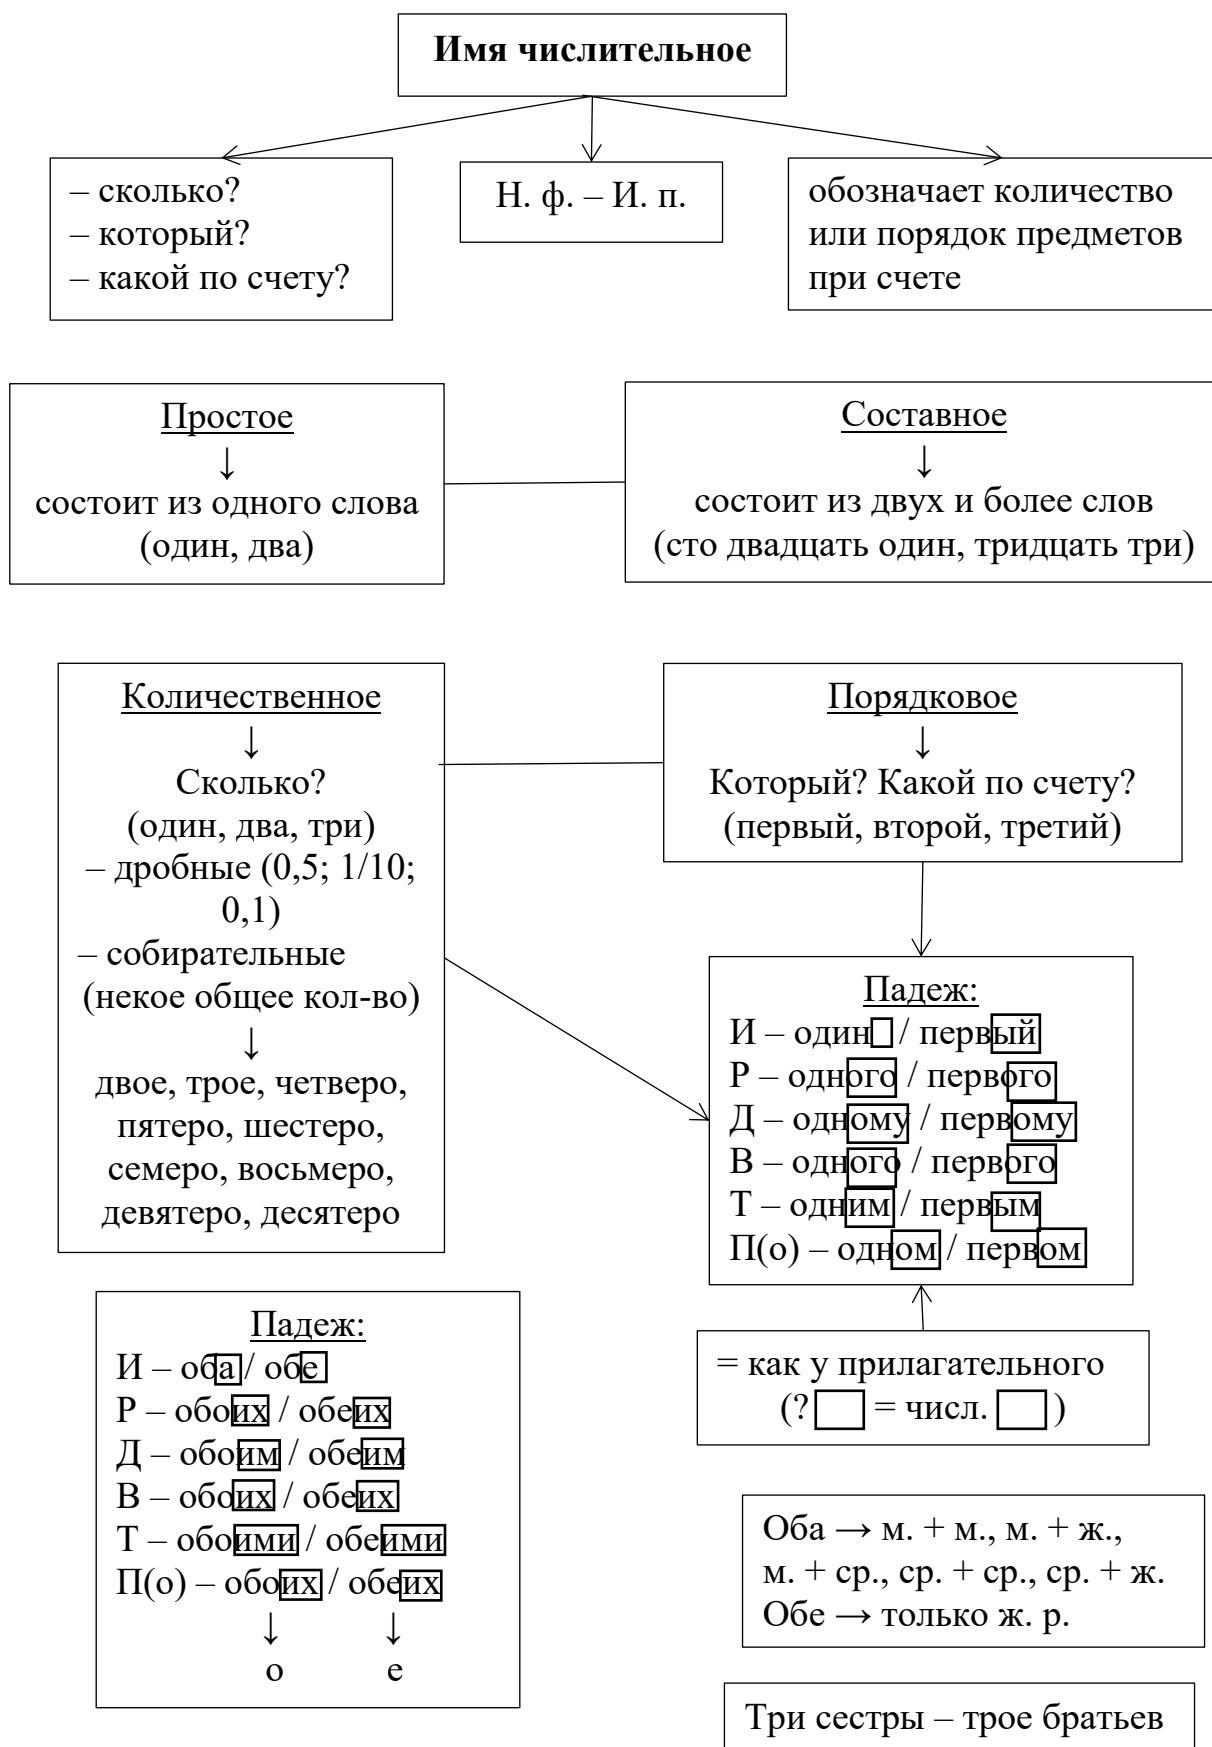 Имя числительное
– сколько?
– который?
– какой по счету?
Н. ф. – И. п.
обозначает количество
или порядок предметов
при счете
Простое
↓
состоит из одного слова
(один, два)
Составное
↓
состоит из двух и более слов
(сто двадцать один, тридцать три)
Количественное
↓
Сколько?
(один, два, три)
– дробные (0,5; 1/10;
0,1)
– собирательные
(некое общее кол-во)
↓
двое, трое, четверо,
пятеро, шестеро,
семеро, восьмеро,
девятеро, десятеро
Порядковое
↓
Который? Какой по счету?
(первый, второй, третий)
Падеж:
И – один / первый
Р – одного / первого
Д – одному / первому
В – одного / первого
Т – одним / первым
П(о) – одном / первом
= как у прилагательного
(? = числ. )
Падеж:
И – оба / обе
Р – обоих / обеих
Д – обоим / обеим
В – обоих / обеих
Т – обоими / обеими
П(о) – обоих / обеих
↓ ↓
о е
Оба → м. + м., м. + ж.,
м. + ср., ср. + ср., ср. + ж.
Обе → только ж. р.
Три сестры – трое братьев